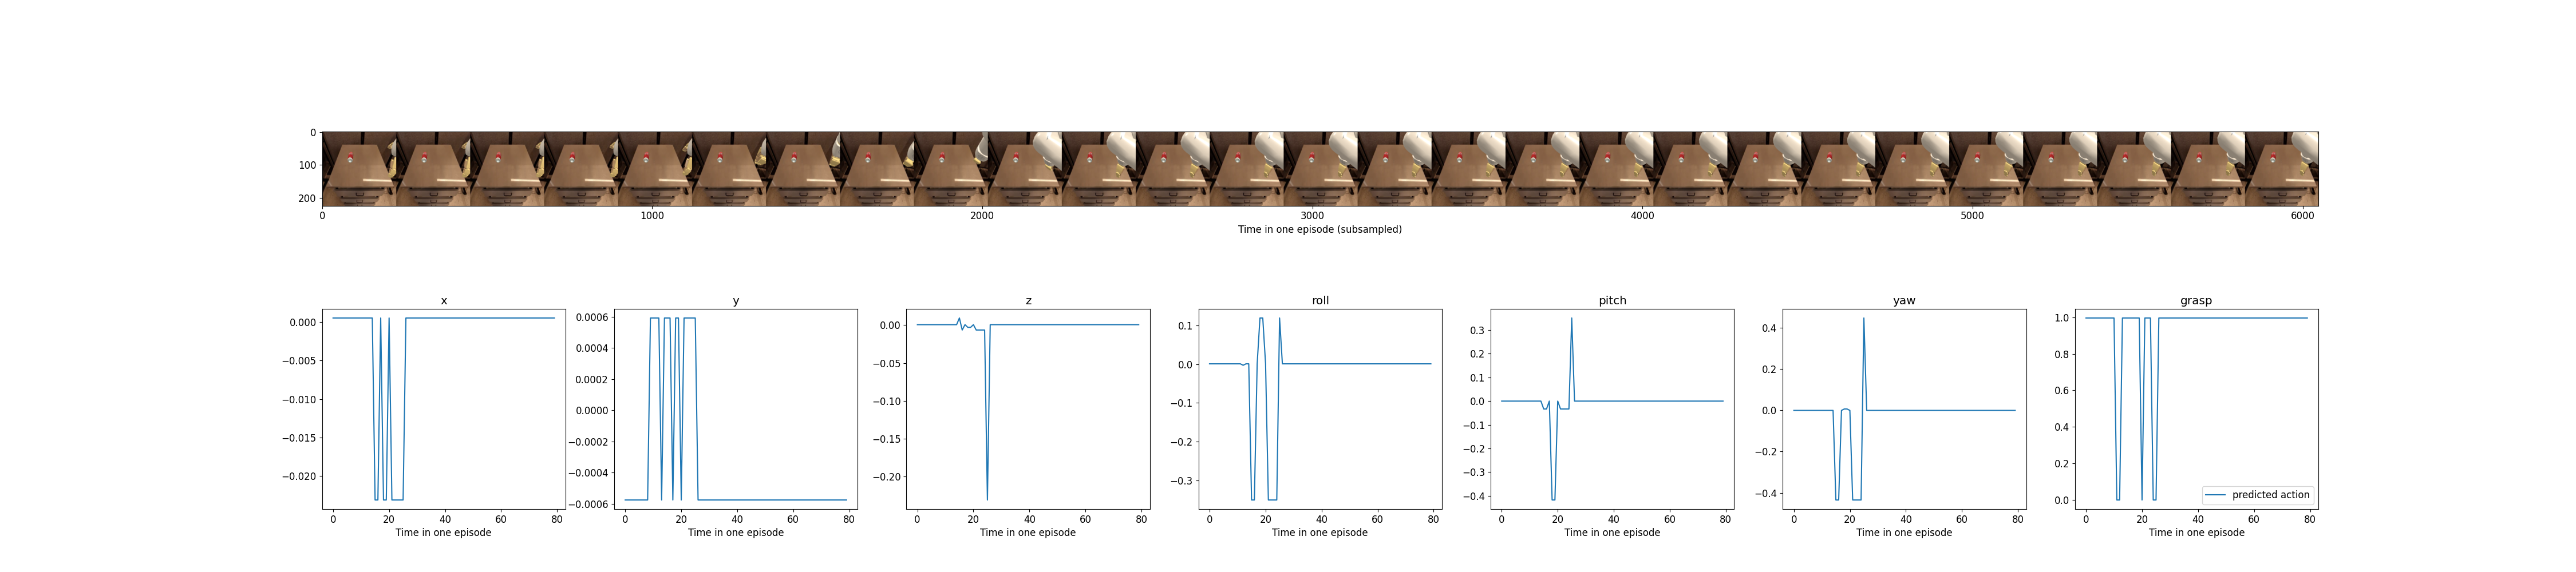 0
100
200
0 1000 2000 3000 4000 5000 6000
Time in one episode (subsampled)
x
0.000
−0.005
−0.010
−0.015
−0.020
0 20 40 60 80
Time in one episode
y
0.0006
0.0004
0.0002
0.0000
−0.0002
−0.0004
−0.0006
0 20 40 60 80
Time in one episode
z
0.00
−0.05
−0.10
−0.15
−0.20
0 20 40 60 80
Time in one episode
roll
0.1
0.0
−0.1
−0.2
−0.3
0 20 40 60 80
Time in one episode
pitch
0.3
0.2
0.1
0.0
−0.1
−0.2
−0.3
−0.4
0 20 40 60 80
Time in one episode
yaw
0.4
0.2
0.0
−0.2
−0.4
0 20 40 60 80
Time in one episode
grasp
1.0
0.8
0.6
0.4
0.2
0.0
predicted action
0 20 40 60 80
Time in one episode